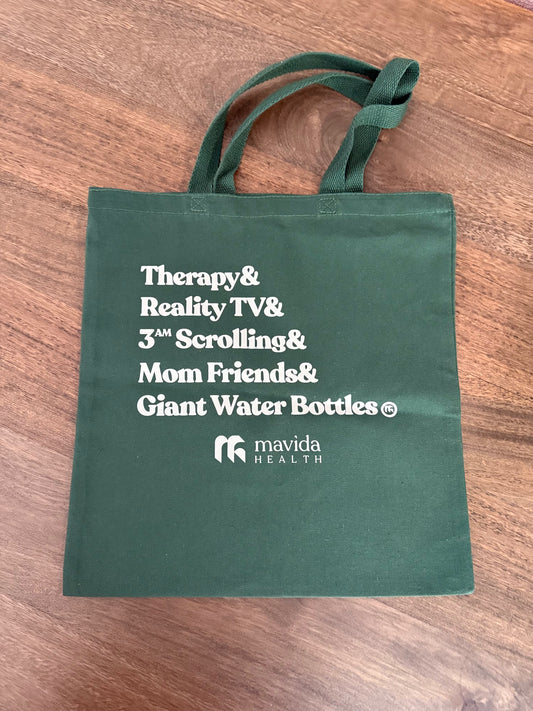 Therapy&
Reality TV&
3AM Scrolling&
Mom Friends&
Giant Water Bottles
mavida
HEALTH